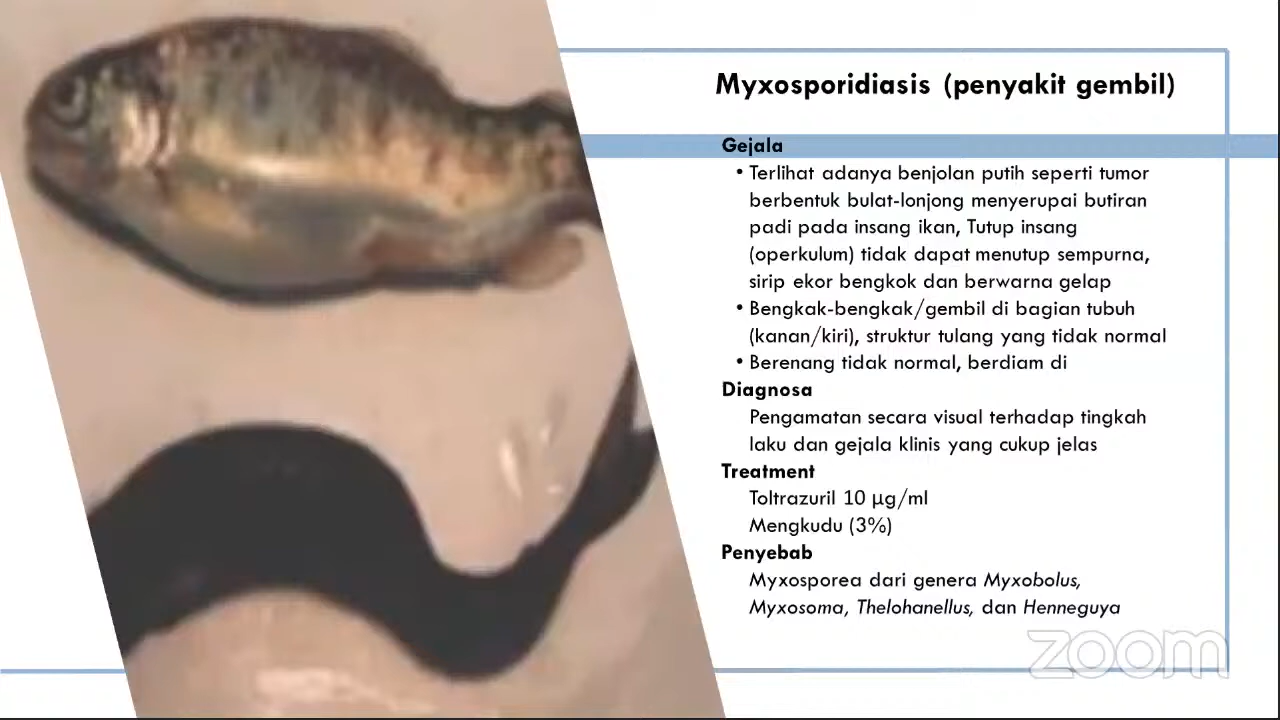 Myxosporidiasis (penyakit gembil)
Gejala
• Terlihat adanya benjolan putih seperti tumor
berbentuk bulat-lonjong menyerupai butiran
padi pada insang ikan, Tutup insang
(operkulum) tidak dapat menutup sempurna,
sirip ekor bengkok dan berwarna gelap
• Bengkak-bengkak/gembil di bagian tubuh
(kanan/kiri), struktur tulang yang tidak normal
• Berenang tidak normal, berdiam di
Diagnosa
Pengamatan secara visual terhadap tingkah
laku dan gejala klinis yang cukup jelas
Treatment
Toltrazuril 10 µg/ml
Mengkudu (3%)
Penyebab
Myxosporea dari genera Myxobolus,
Myxosoma, Thelohanellus, dan Henneguya
zoom